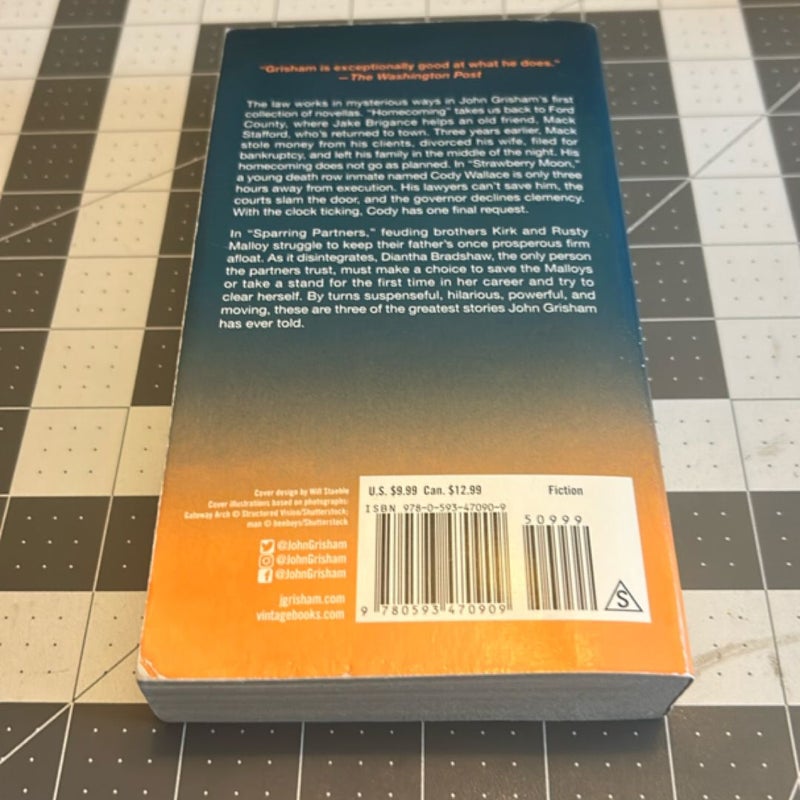 "Grisham is exceptionally good at what he does."
—The Washington Post
The law works in mysterious ways in John Grisham's first
collection of novellas. "Homecoming" takes us back to Ford
County, where Jake Brigance helps an old friend, Mack
Stafford, who's returned to town. Three years earlier, Mack
stole money from his clients, divorced his wife, filed for
bankruptcy, and left his family in the middle of the night. His
homecoming does not go as planned. In "Strawberry Moon,"
a young death row inmate named Cody Wallace is only three
hours away from execution. His lawyers can't save him, the
courts slam the door, and the governor declines clemency.
With the clock ticking, Cody has one final request.
In "Sparring Partners," feuding brothers Kirk and Rusty
Malloy struggle to keep their father's once prosperous firm
afloat. As it disintegrates, Diantha Bradshaw, the only person
the partners trust, must make a choice to save the Malloys
or take a stand for the first time in her career and try to
clear herself. By turns suspenseful, hilarious, powerful, and
moving, these are three of the greatest stories John Grisham
has ever told.
Cover design by Will Staehle
Cover illustrations based on photographs:
Gateway Arch © Structured Vision/Shutterstock;
man © heeboys/Shutterstock
@JohnGrisham
@JohnGrisham
@JohnGrisham
jgrisham.com
vintagebooks.com
U.S. $9.99 Can. $12.99 Fiction
ISBN 978-0-593-47090-9
50999
9 780593 470909
S